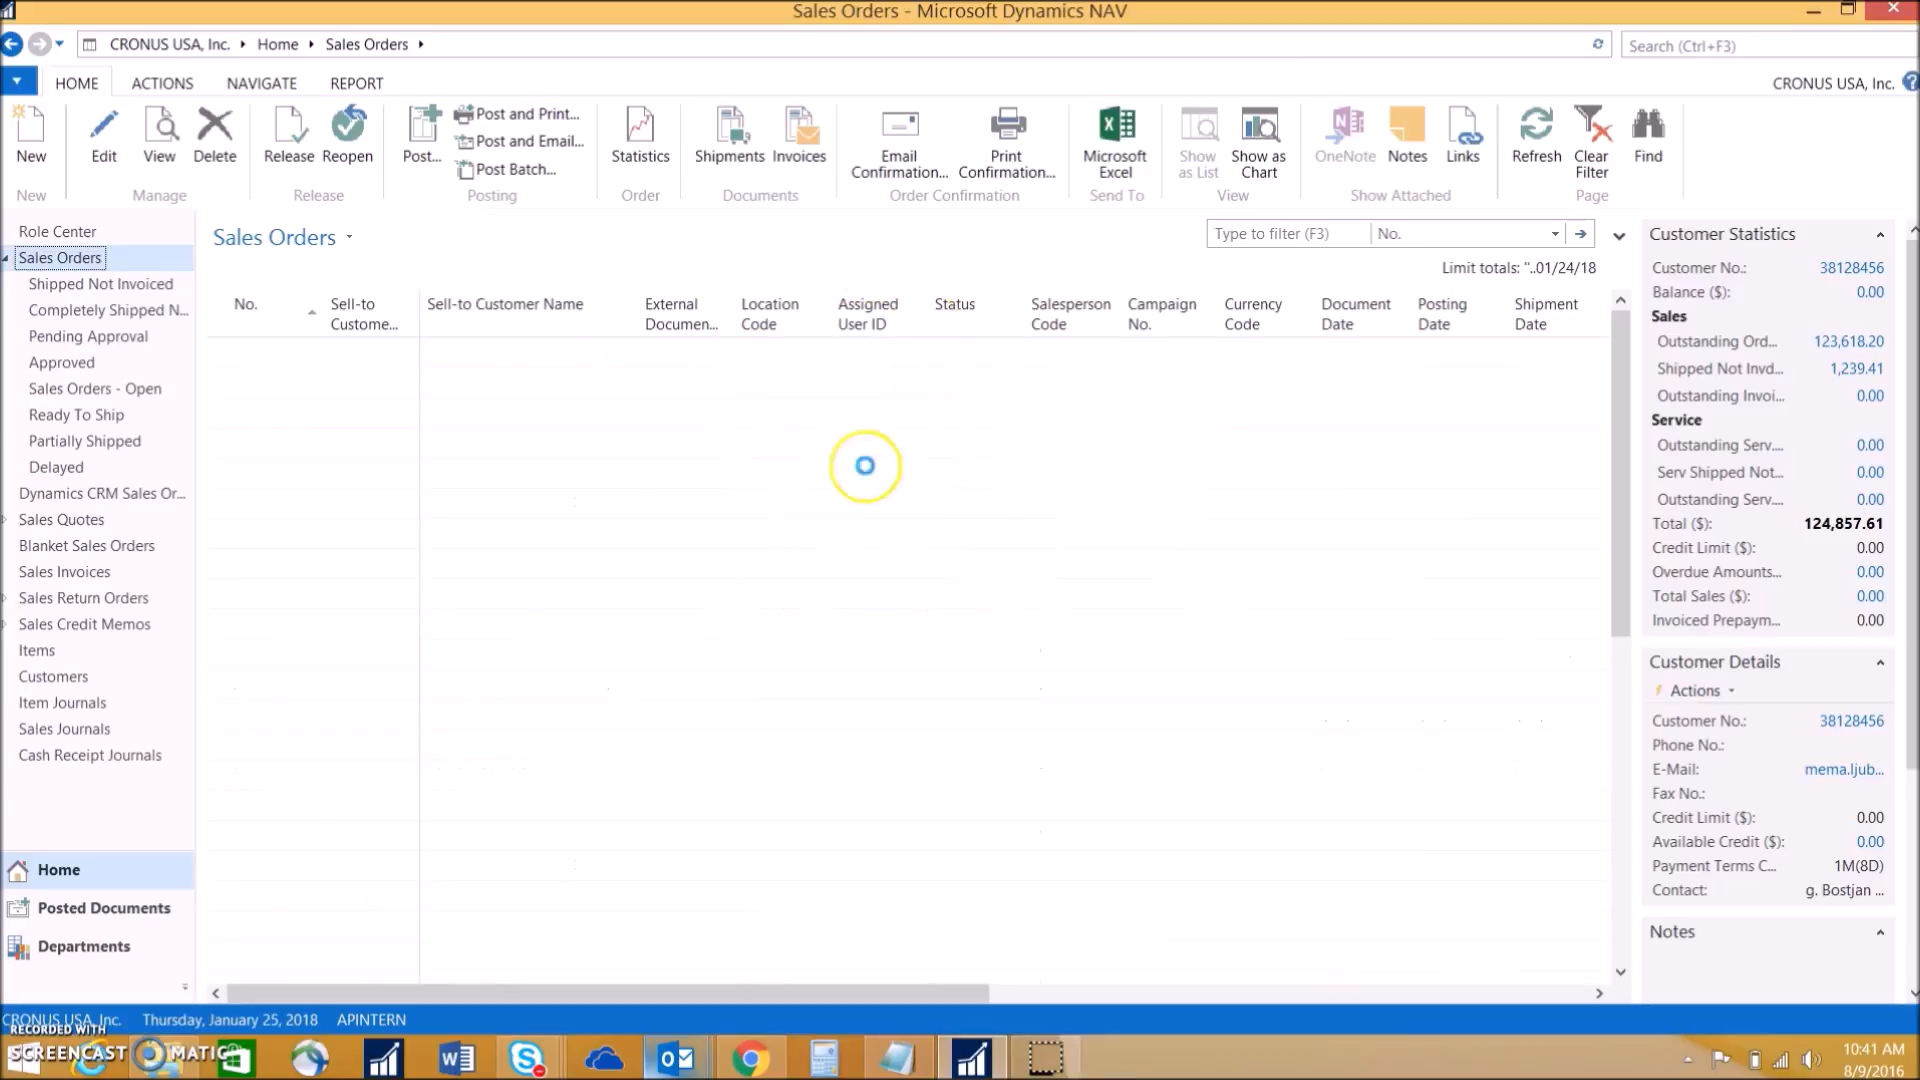 Sales Orders - Microsoft Dynamics NAV
CRONUS USA, Inc. Home Sales Orders
Search (Ctrl+F3)
HOME ACTIONS NAVIGATE REPORT
CRONUS USA, Inc.
New
Edit
View
Delete
Release
Reopen
Post...
Post and Print...
Post and Email...
Post Batch...
Statistics
Shipments
Invoices
Email
Confirmation...
Print
Confirmation...
Microsoft
Excel
Show
as List
Show as
Chart
OneNote
Notes
Links
Refresh
Clear
Filter
Find
New Manage Release Posting Order Documents Order Confirmation Send To View Show Attached Page
Role Center
Sales Orders
Shipped Not Invoiced
Completely Shipped N...
Pending Approval
Approved
Sales Orders - Open
Ready To Ship
Partially Shipped
Delayed
Dynamics CRM Sales Or...
Sales Quotes
Blanket Sales Orders
Sales Invoices
Sales Return Orders
Sales Credit Memos
Items
Customers
Item Journals
Sales Journals
Cash Receipt Journals
Home
Posted Documents
Departments
Sales Orders
Type to filter (F3) No.
Limit totals: ''..01/24/18
No.
Sell-to
Custome...
Sell-to Customer Name
External
Documen...
Location
Code
Assigned
User ID
Status
Salesperson
Code
Campaign
No.
Currency
Code
Document
Date
Posting
Date
Shipment
Date
Customer Statistics
Customer No.: 38128456
Balance ($): 0.00
Sales
Outstanding Ord... 123,618.20
Shipped Not Invd... 1,239.41
Outstanding Invoi... 0.00
Service
Outstanding Serv.... 0.00
Serv Shipped Not... 0.00
Outstanding Serv.... 0.00
Total ($): 124,857.61
Credit Limit ($): 0.00
Overdue Amounts... 0.00
Total Sales ($): 0.00
Invoiced Prepaym... 0.00
Customer Details
Actions
Customer No.: 38128456
Phone No.:
E-Mail: mema.ljub...
Fax No.:
Credit Limit ($): 0.00
Available Credit ($): 0.00
Payment Terms C... 1M(8D)
Contact: g. Bostjan ...
Notes
CRONUS USA, Inc. Thursday, January 25, 2018 APINTERN
RECORDED WITH
SCREENCAST MATIC
10:41 AM
8/9/2016